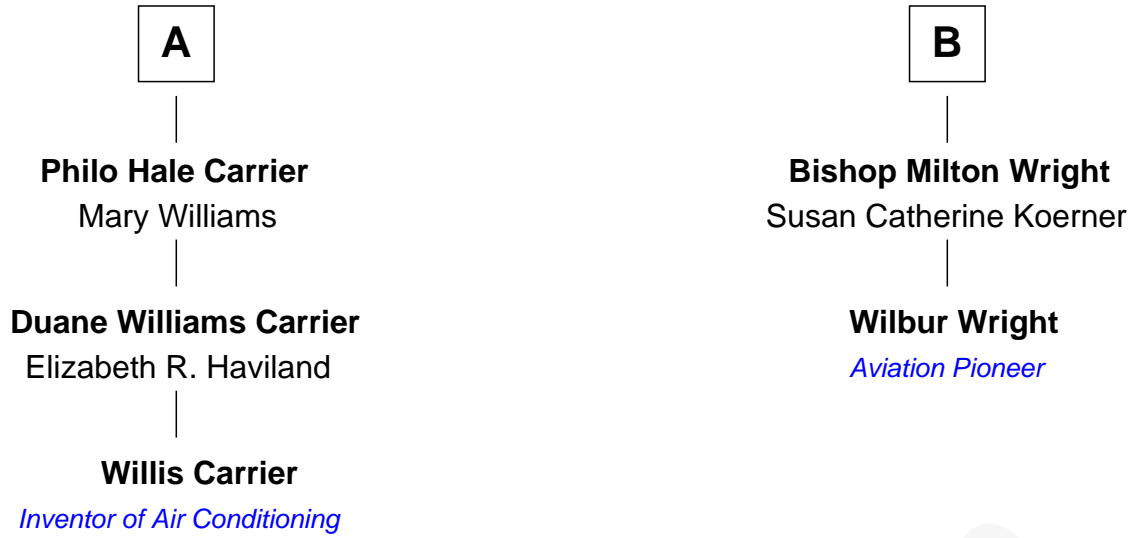 A
Philo Hale Carrier
Mary Williams
Duane Williams Carrier
Elizabeth R. Haviland
Willis Carrier
Inventor of Air Conditioning
B
Bishop Milton Wright
Susan Catherine Koerner
Wilbur Wright
Aviation Pioneer